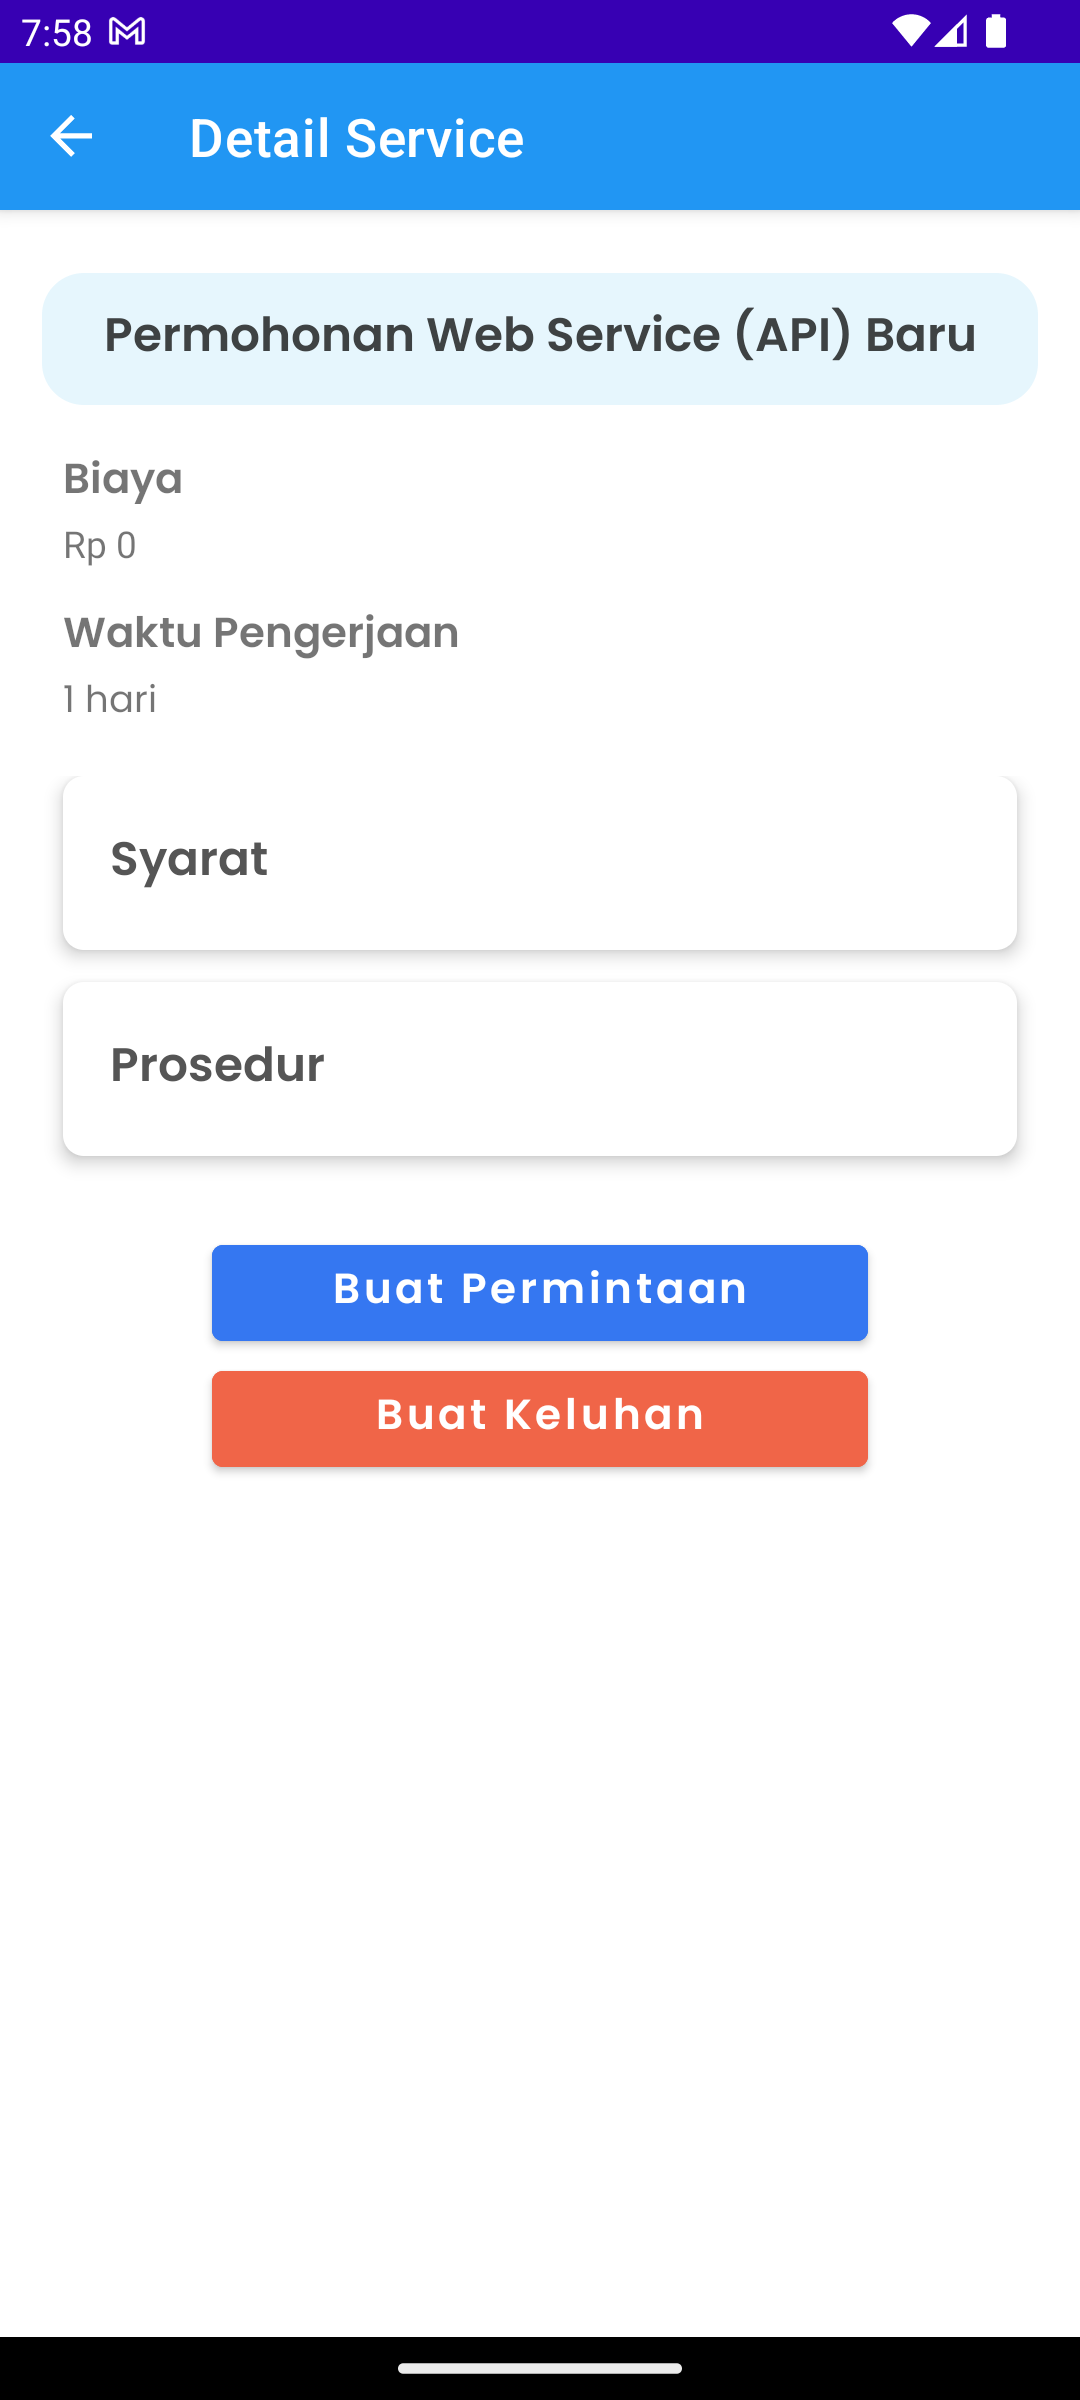 7:58
Detail Service
Permohonan Web Service (API) Baru
Biaya
Rp 0
Waktu Pengerjaan
1 hari
Syarat
Prosedur
Buat Permintaan
Buat Keluhan